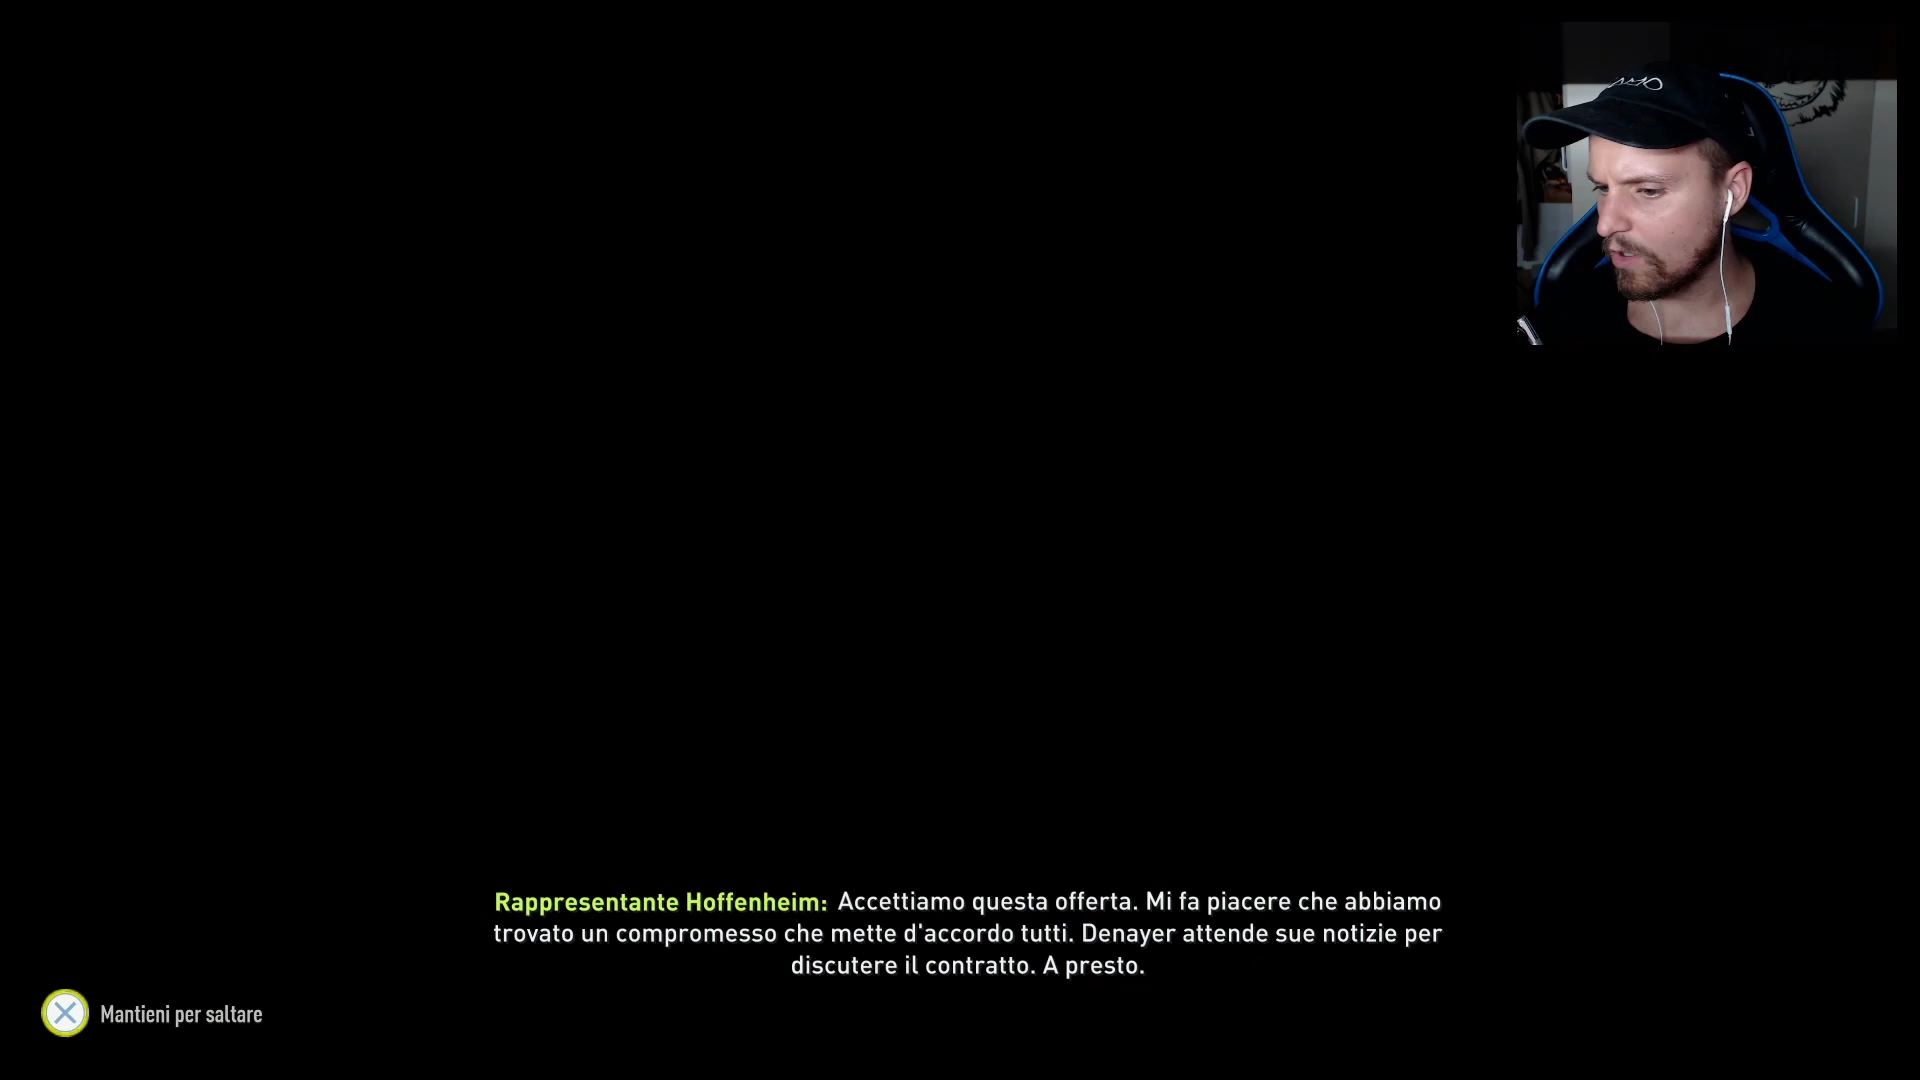 Rappresentante Hoffenheim: Accettiamo questa offerta. Mi fa piacere che abbiamo
trovato un compromesso che mette d'accordo tutti. Denayer attende sue notizie per
discutere il contratto. A presto.
Mantieni per saltare